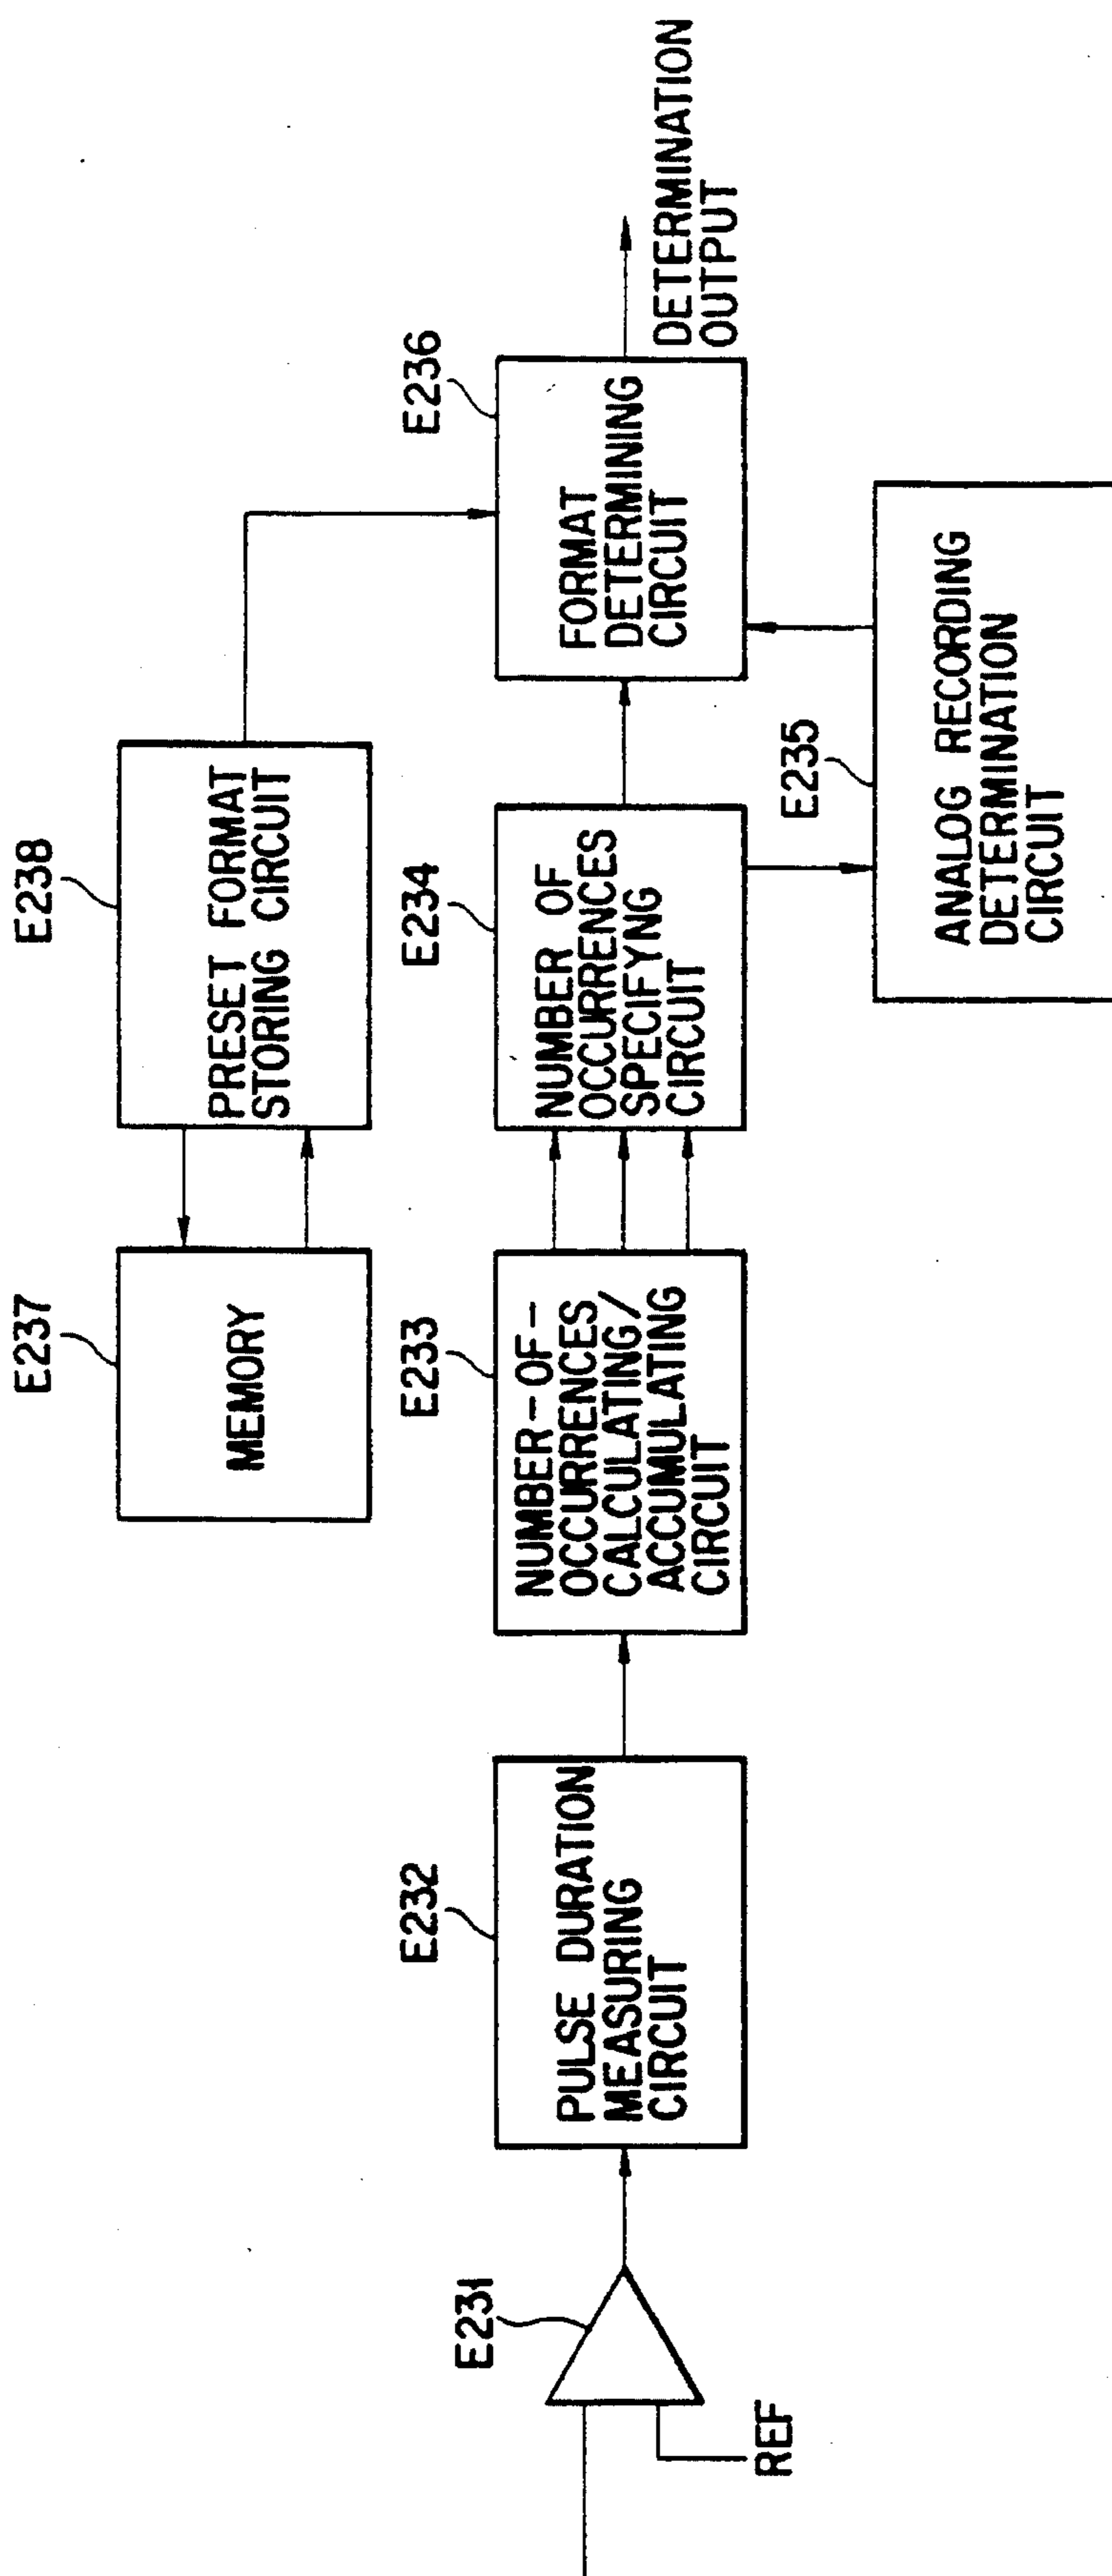 E237
MEMORY
E238
PRESET FORMAT
STORING CIRCUIT
E231
REF
E232
PULSE DURATION
MEASURING
CIRCUIT
E233
NUMBER-OF-
OCCURRENCES
CALCULATING/
ACCUMULATING
CIRCUIT
E234
NUMBER OF
OCCURRENCES
SPECIFYNG
CIRCUIT
E236
FORMAT
DETERMINING
CIRCUIT
DETERMINATION
OUTPUT
E235
ANALOG RECORDING
DETERMINATION
CIRCUIT